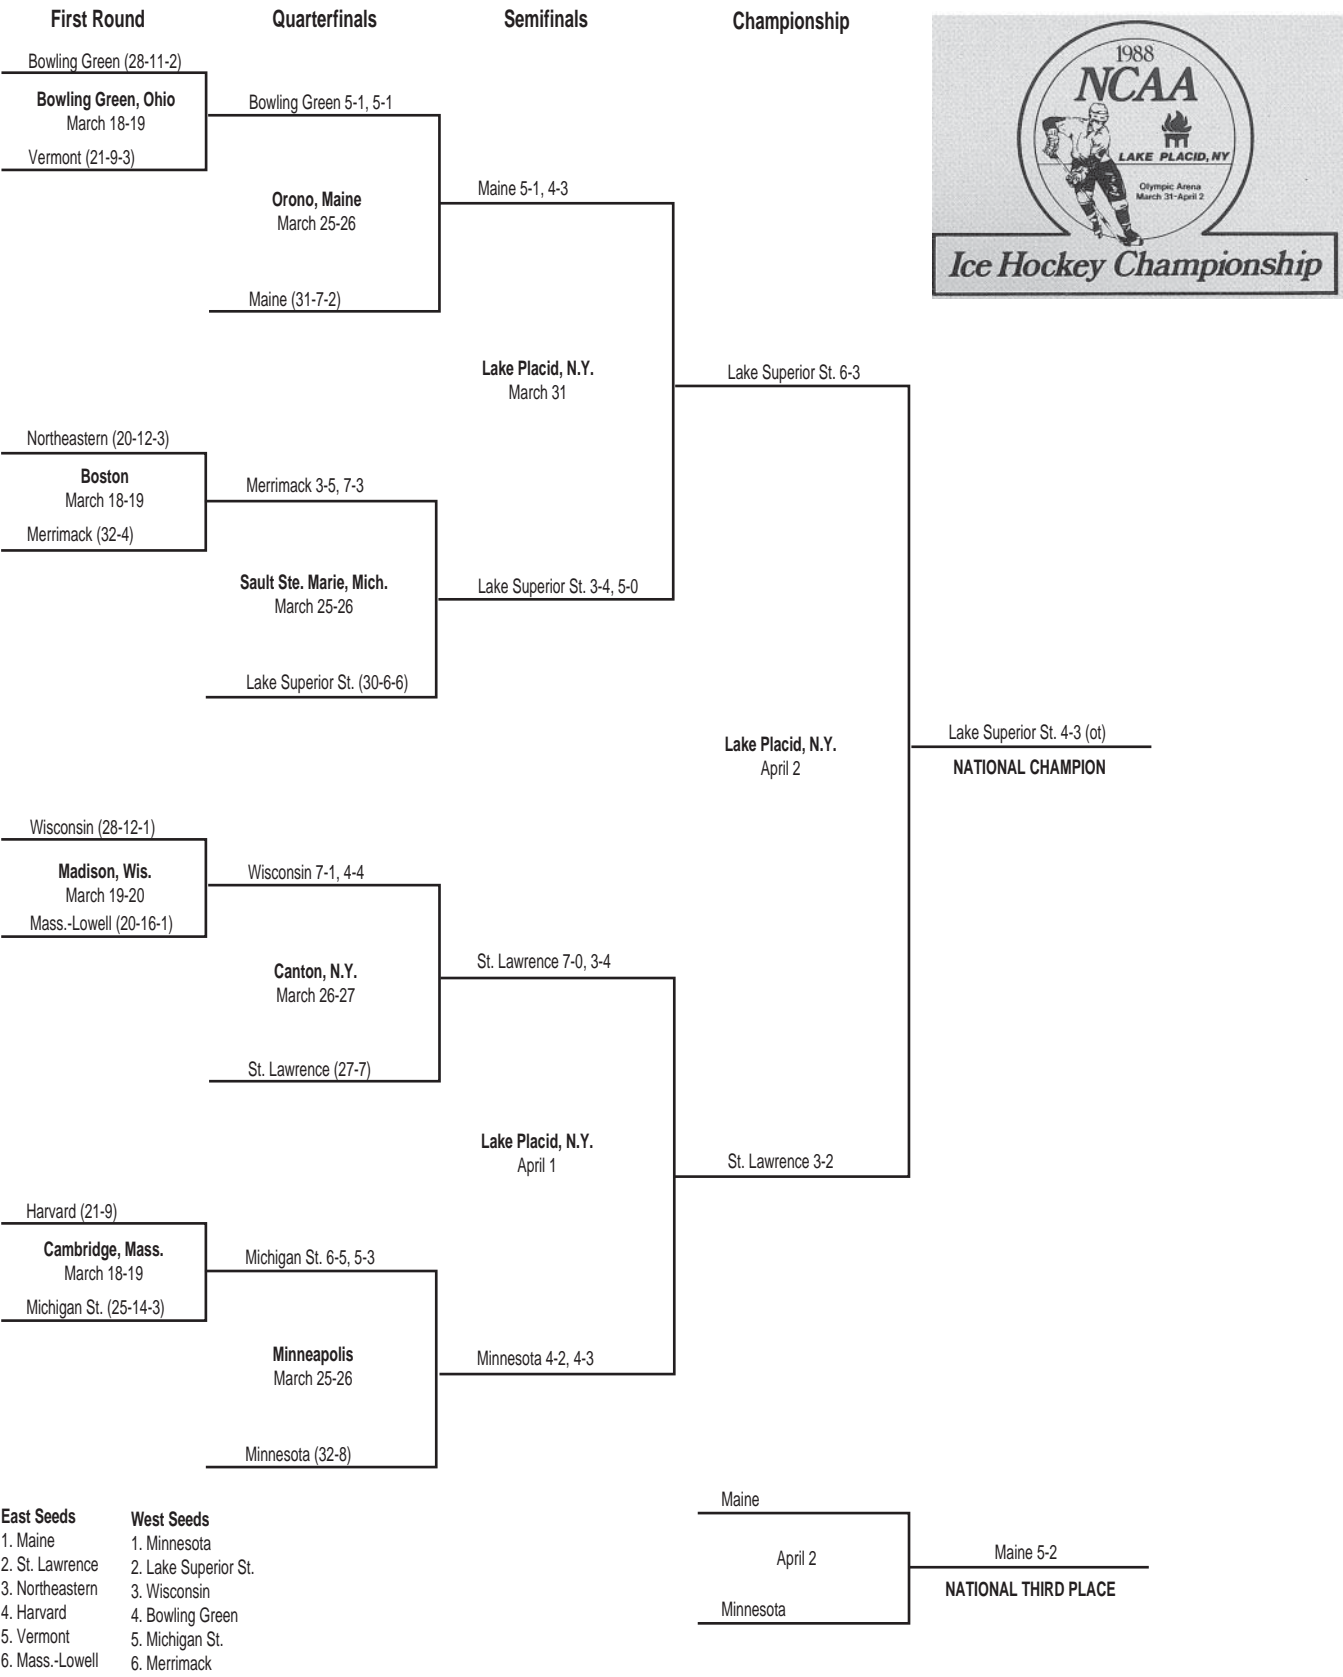 First Round
Quarterfinals
Semifinals
Championship
1988
NCAA
LAKE PLACID, NY
Olympic Arena
March 31-April 2
Ice Hockey Championship
Bowling Green (28-11-2)
Bowling Green, Ohio
March 18-19
Vermont (21-9-3)
Bowling Green 5-1, 5-1
Orono, Maine
March 25-26
Maine (31-7-2)
Maine 5-1, 4-3
Lake Placid, N.Y.
March 31
Lake Superior St. 6-3
Northeastern (20-12-3)
Boston
March 18-19
Merrimack (32-4)
Merrimack 3-5, 7-3
Sault Ste. Marie, Mich.
March 25-26
Lake Superior St. (30-6-6)
Lake Superior St. 3-4, 5-0
Lake Placid, N.Y.
April 2
Lake Superior St. 4-3 (ot)
NATIONAL CHAMPION
Wisconsin (28-12-1)
Madison, Wis.
March 19-20
Mass.-Lowell (20-16-1)
Wisconsin 7-1, 4-4
Canton, N.Y.
March 26-27
St. Lawrence (27-7)
St. Lawrence 7-0, 3-4
Lake Placid, N.Y.
April 1
St. Lawrence 3-2
Harvard (21-9)
Cambridge, Mass.
March 18-19
Michigan St. (25-14-3)
Michigan St. 6-5, 5-3
Minneapolis
March 25-26
Minnesota (32-8)
Minnesota 4-2, 4-3
East Seeds
1. Maine
2. St. Lawrence
3. Northeastern
4. Harvard
5. Vermont
6. Mass.-Lowell
West Seeds
1. Minnesota
2. Lake Superior St.
3. Wisconsin
4. Bowling Green
5. Michigan St.
6. Merrimack
Maine
April 2
Minnesota
Maine 5-2
NATIONAL THIRD PLACE